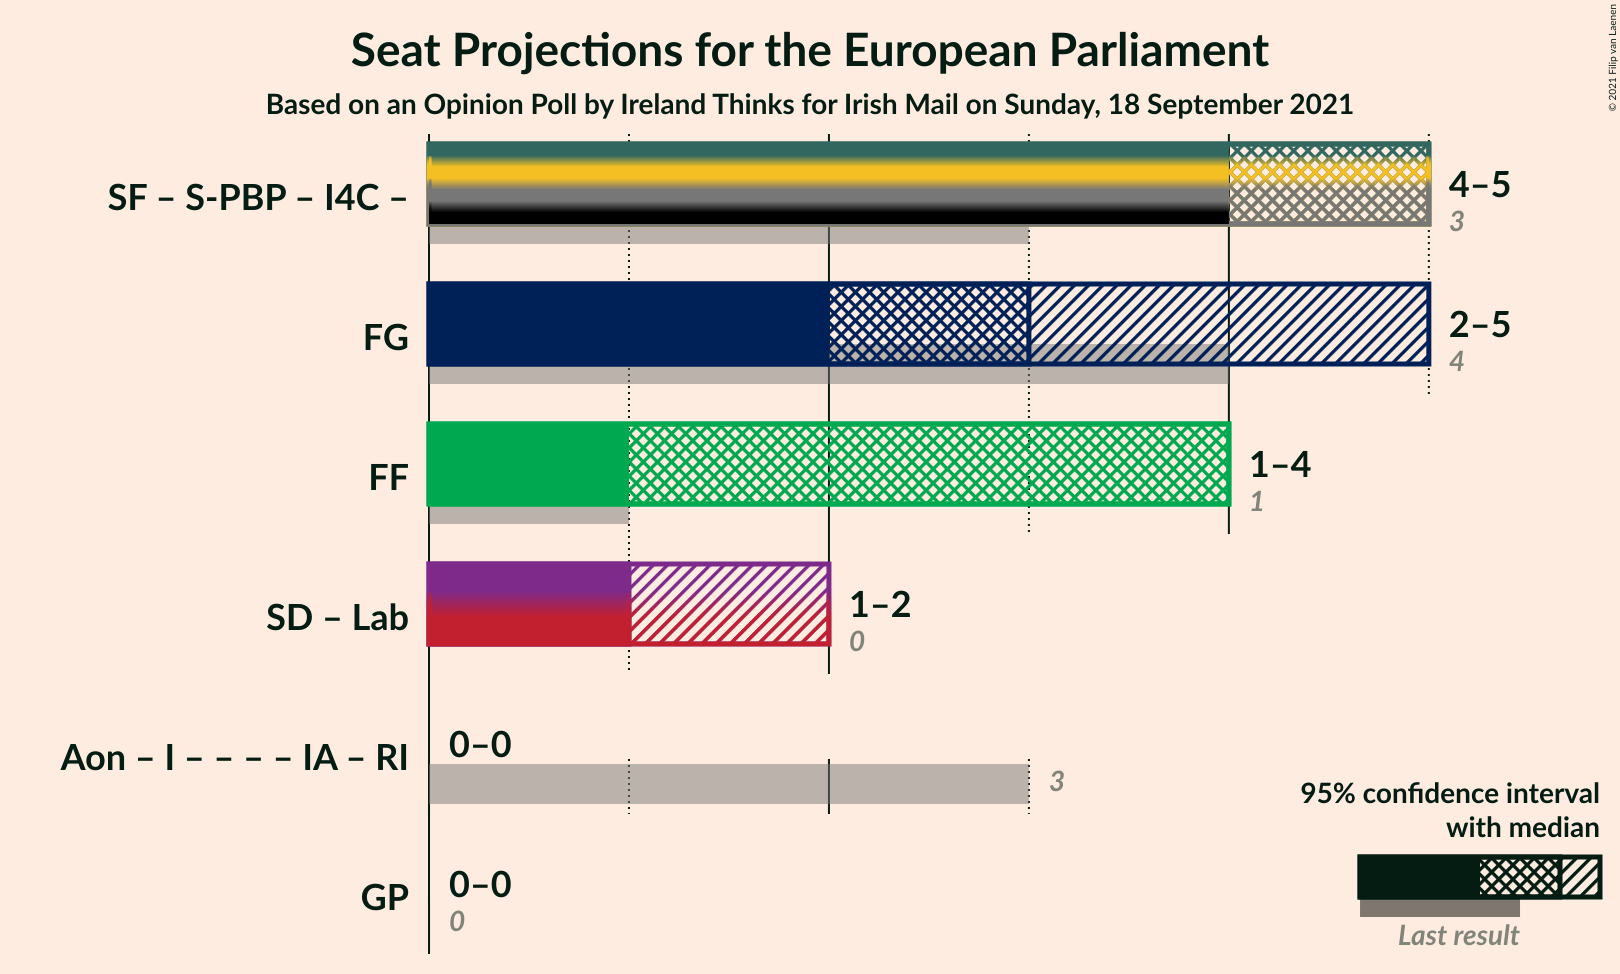 Seat Projections for the European Parliament
Based on an Opinion Poll by Ireland Thinks for Irish Mail on Sunday, 18 September 2021
© 2021 Filip van Laenen
SF – S-PBP – I4C –
4–5
3
FG
2–5
4
FF
1–4
1
SD – Lab
1–2
0
Aon – I – – – – IA – RI
0–0
3
GP
0–0
0
95% confidence interval
with median
Last result